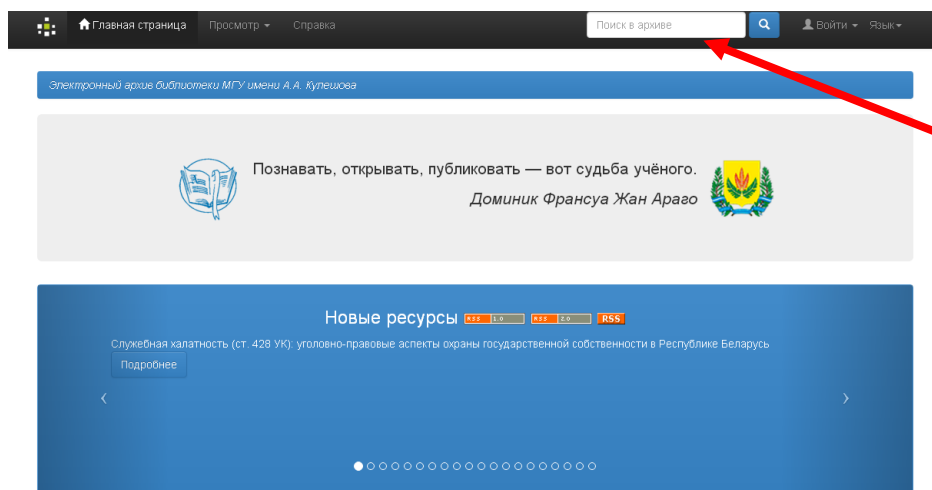 Главная страница Просмотр Справка Поиск в архиве Войти Язык
Электронный архив библиотеки МГУ имени А.А. Кулешова
Познавать, открывать, публиковать — вот судьба учёного.
Доминик Франсуа Жан Араго
Новые ресурсы RSS 1.0 RSS 2.0 RSS
Служебная халатность (ст. 428 УК): уголовно-правовые аспекты охраны государственной собственности в Республике Беларусь
Подробнее